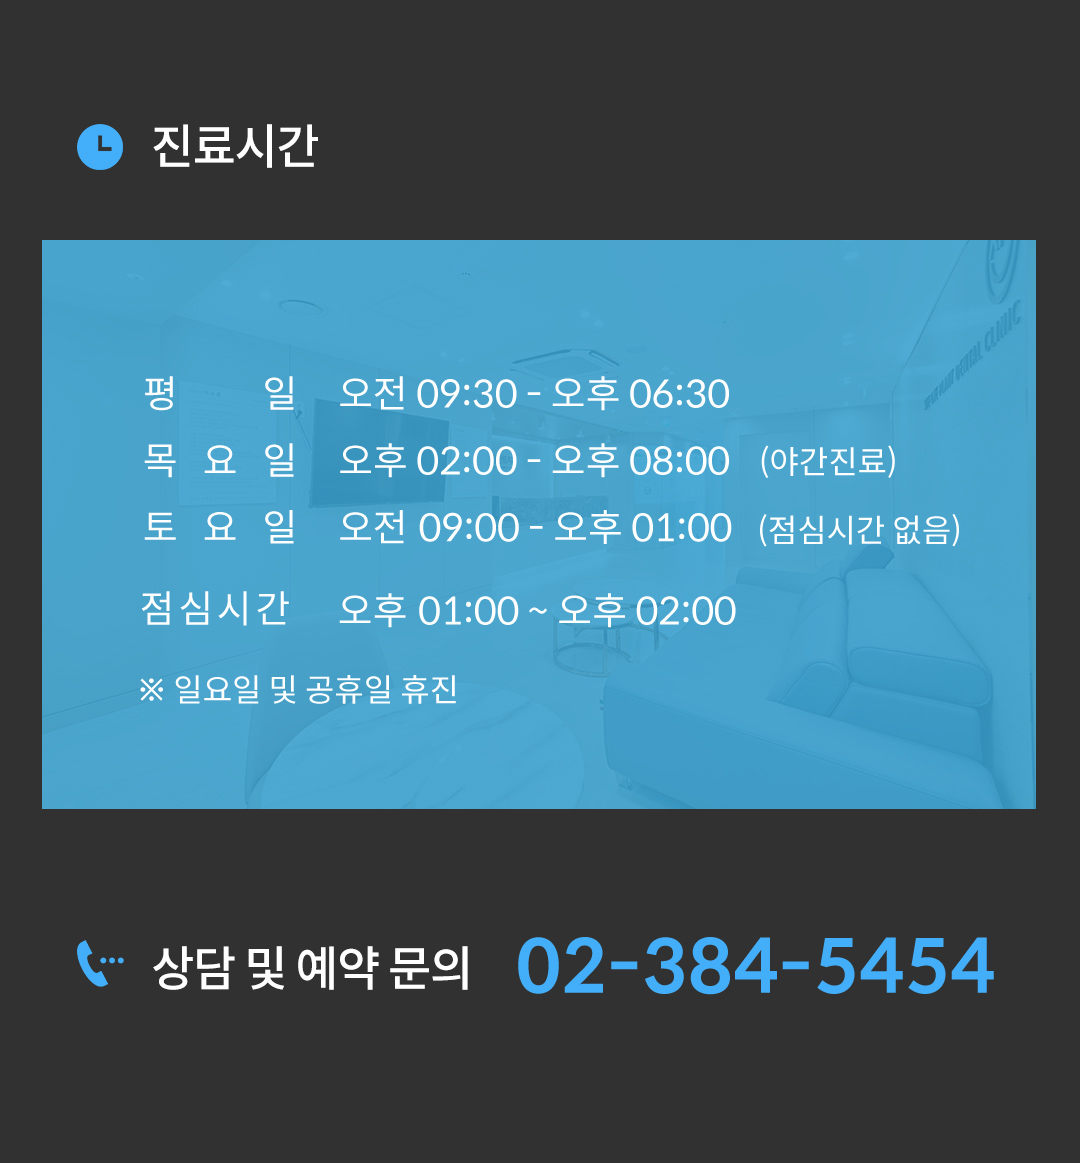 진료시간
DENTAL CLINIC
평 일 오전 09:30 - 오후 06:30
목 요 일 오후 02:00 - 오후 08:00 (야간진료)
토 요 일 오전 09:00 - 오후 01:00 (점심시간 없음)
점심시간 오후 01:00 ~ 오후 02:00
※ 일요일 및 공휴일 휴진
상담 및 예약 문의 02-384-5454